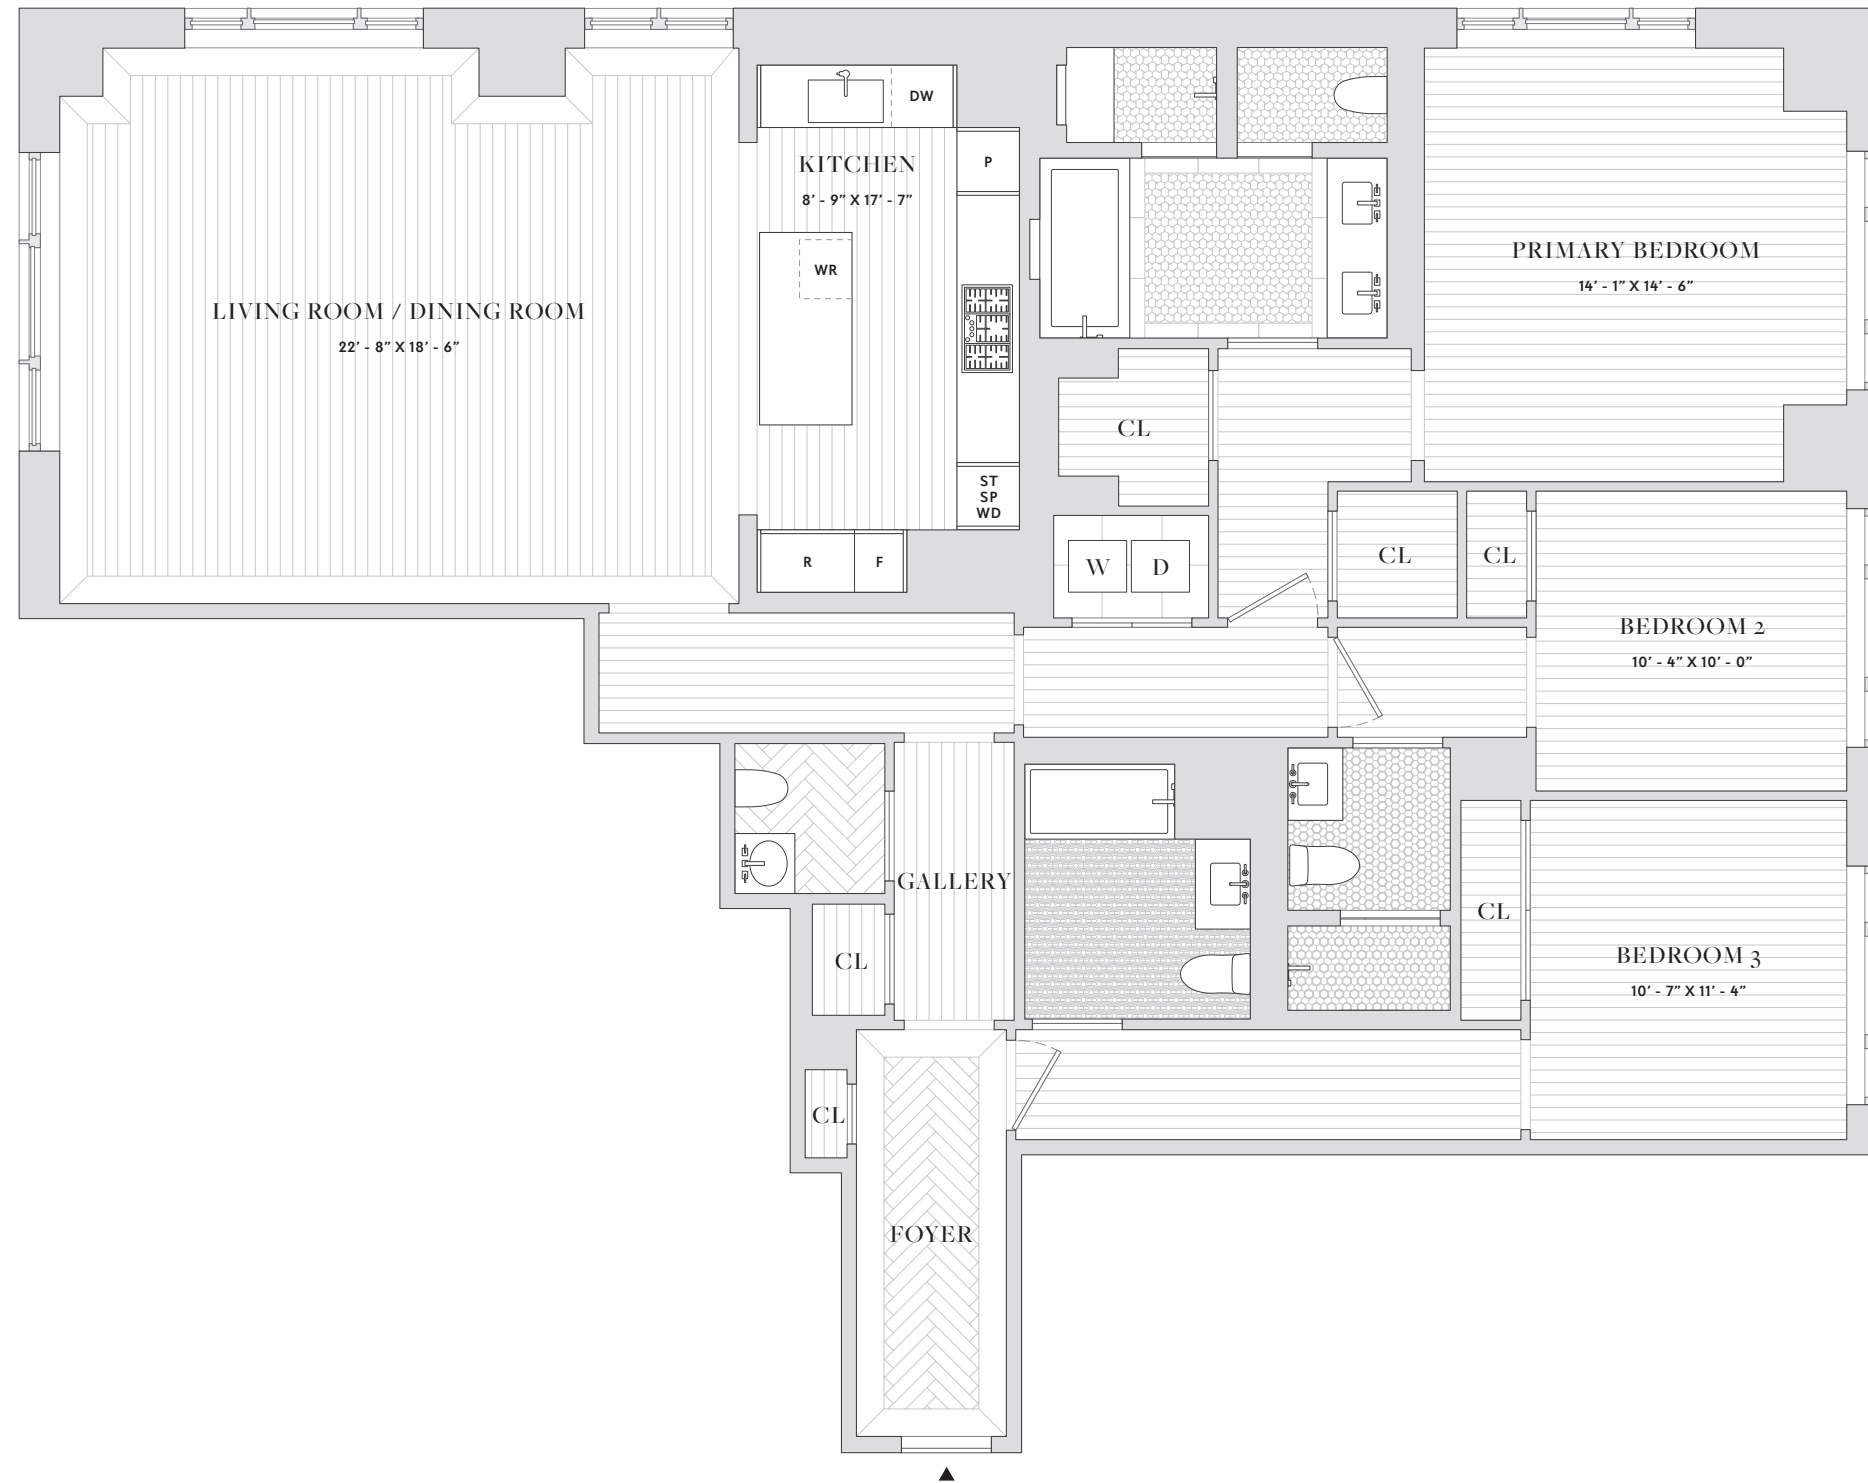 DW
KITCHEN
8' - 9" X 17' - 7"
P
WR
LIVING ROOM / DINING ROOM
22' - 8" X 18' - 6"
PRIMARY BEDROOM
14' - 1" X 14' - 6"
CL
ST
SP
WD
R
F
W
D
CL
CL
BEDROOM 2
10' - 4" X 10' - 0"
GALLERY
CL
CL
BEDROOM 3
10' - 7" X 11' - 4"
CL
FOYER